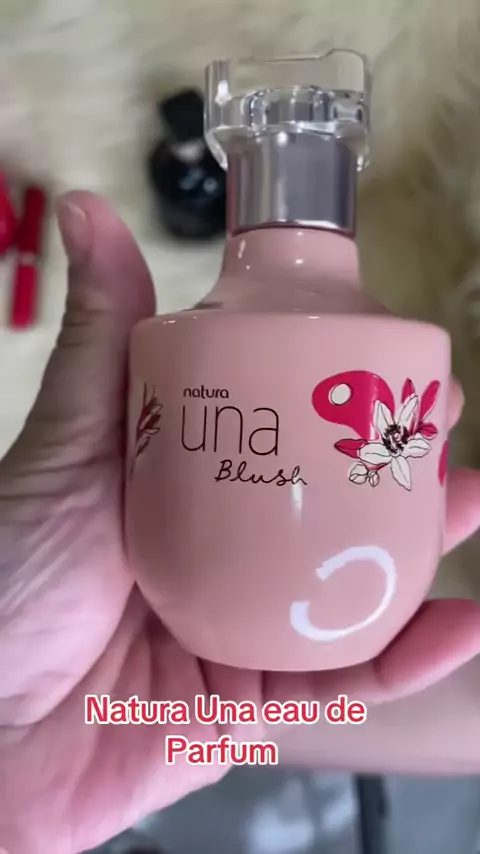 natura
una
Blush
Natura Una eau de
Parfum